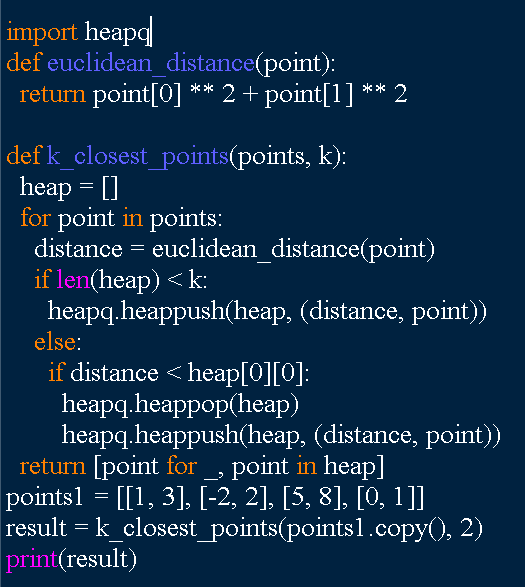 import heapq
def euclidean_distance(point):
  return point[0] ** 2 + point[1] ** 2

def k_closest_points(points, k):
  heap = []
  for point in points:
    distance = euclidean_distance(point)
    if len(heap) < k:
      heapq.heappush(heap, (distance, point))
    else:
      if distance < heap[0][0]:
        heapq.heappop(heap)
        heapq.heappush(heap, (distance, point))
  return [point for _, point in heap]
points1 = [[1, 3], [-2, 2], [5, 8], [0, 1]]
result = k_closest_points(points1.copy(), 2)
print(result)